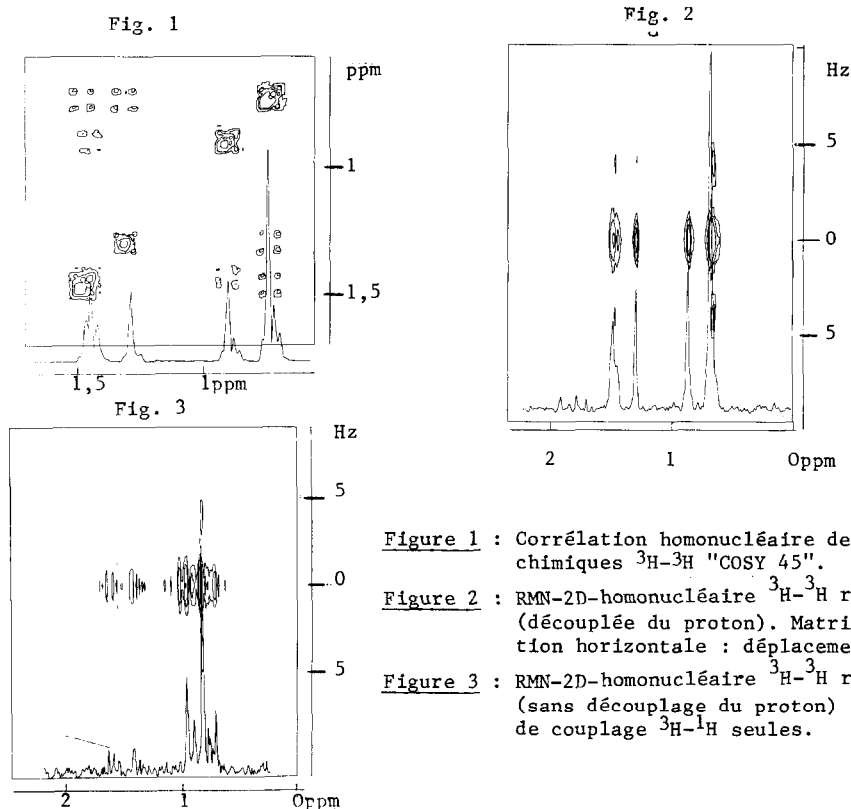 Fig. 1
ppm
1
1,5
1,5
1ppm
Fig. 2
Hz
5
0
5
2
1
0ppm
Fig. 3
Hz
5
0
5
2
1
0ppm
Figure 1 : Corrélation homonucléaire de
chimiques ³H-³H "COSY 45".
Figure 2 : RMN-2D-homonucléaire ³H-³H r
(découplée du proton). Matri
tion horizontale : déplaceme
Figure 3 : RMN-2D-homonucléaire ³H-³H r
(sans découplage du proton)
de couplage ³H-¹H seules.